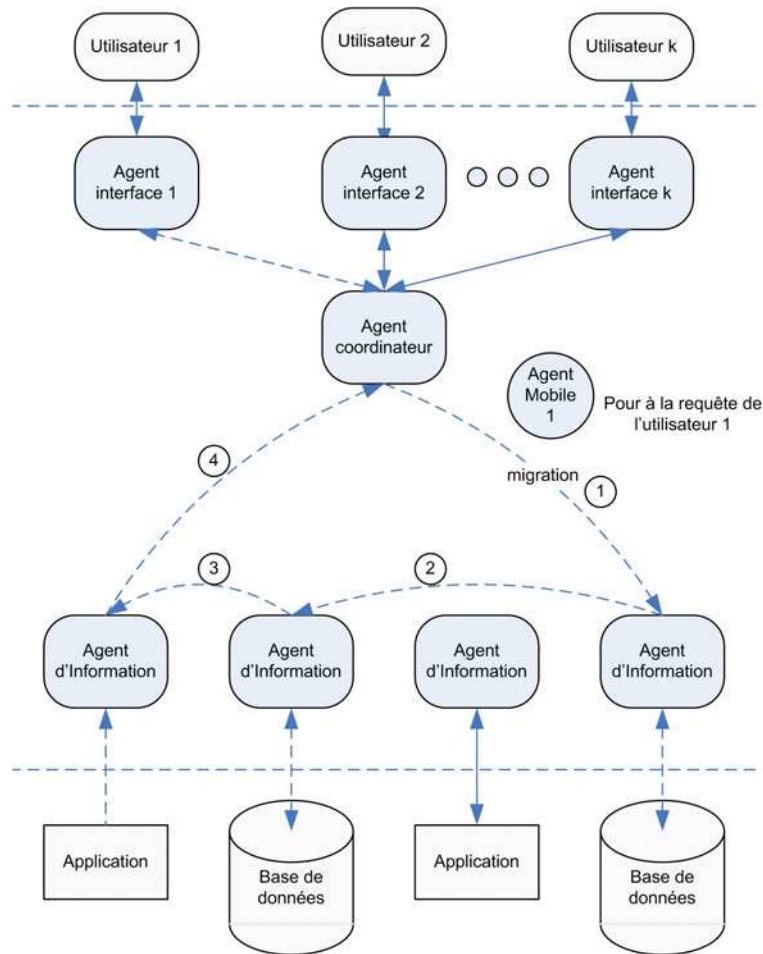 Utilisateur 1
Utilisateur 2
Utilisateur k
Agent
interface 1
Agent
interface 2
Agent
interface k
Agent
coordinateur
Agent
Mobile
1
Pour à la requête de
l'utilisateur 1
4
migration
1
3
2
Agent
d'Information
Agent
d'Information
Agent
d'Information
Agent
d'Information
Application
Base de
données
Application
Base de
données